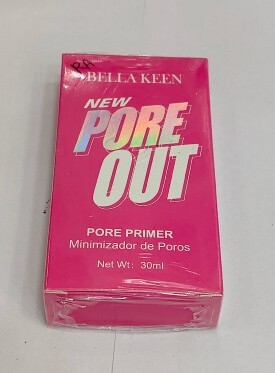 BELLA KEEN
NEW
PORE
OUT
PORE PRIMER
Minimizador de Poros
Net Wt: 30ml